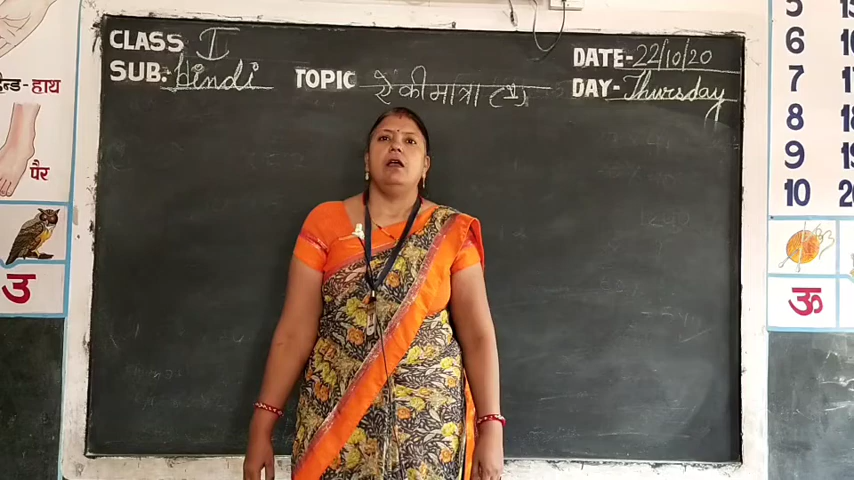 CLASS I
SUB. hindi
TOPIC ऐ की मात्रा
DATE- 22/10/20
DAY- Thursday
हाथ
पैर
उ
ऊ
5
6
7
8
9
10